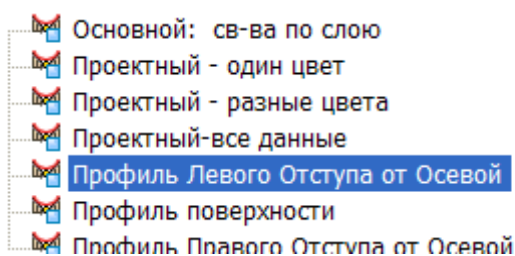 Основной:  св-ва по слою
Проектный - один цвет
Проектный - разные цвета
Проектный-все данные
Профиль Левого Отступа от Осевой
Профиль поверхности
Профиль Правого Отступа от Осевой